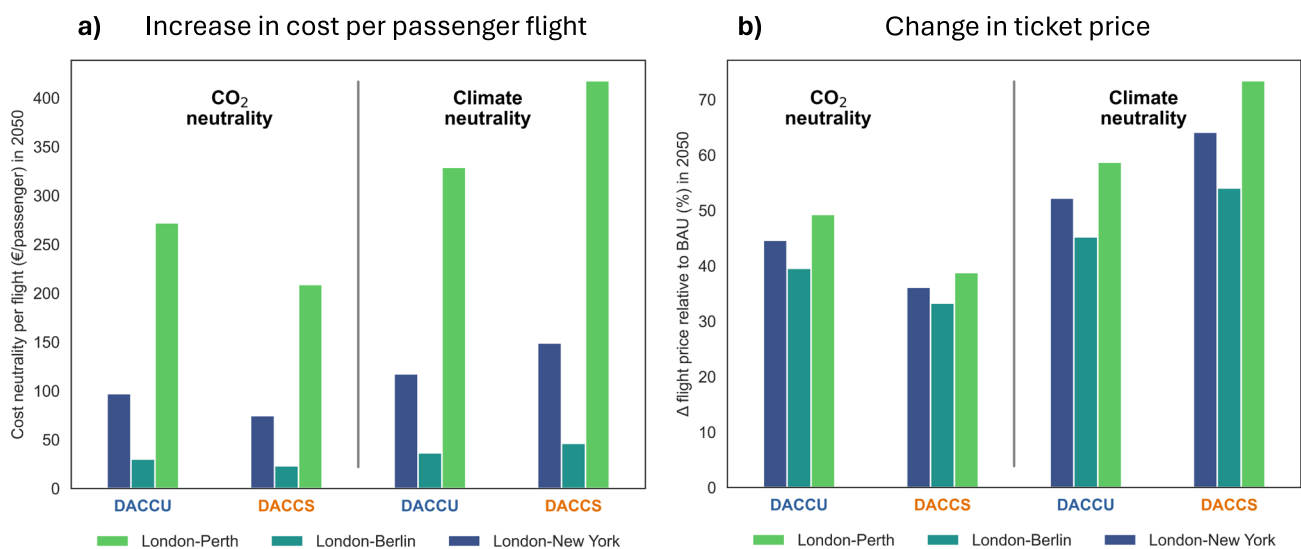 a) Increase in cost per passenger flight
Cost neutrality per flight (€/passenger) in 2050
400
350
300
250
200
150
100
50
0
CO₂
neutrality
Climate
neutrality
DACCU DACCS DACCU DACCS
London-Perth London-Berlin London-New York
b) Change in ticket price
Δ flight price relative to BAU (%) in 2050
70
60
50
40
30
20
10
0
CO₂
neutrality
Climate
neutrality
DACCU DACCS DACCU DACCS
London-Perth London-Berlin London-New York